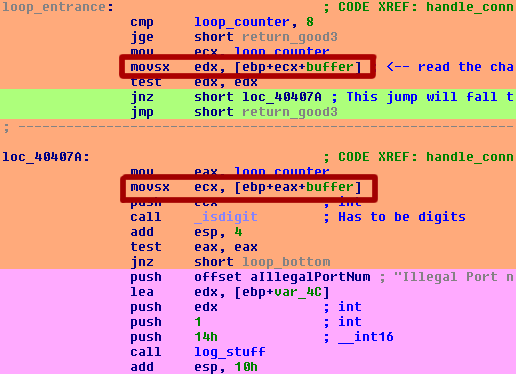 loop_entrance: ; CODE XREF: handle_conn
cmp loop_counter, 8
jge short return_good3
mov ecx, loop_counter
movsx edx, [ebp+ecx+buffer] <-- read the cha
test edx, edx
jnz short loc_40407A ; This jump will fall t
jmp short return_good3
; ---------------------------------------------------------------
loc_40407A: ; CODE XREF: handle_conn
mov eax, loop_counter
movsx ecx, [ebp+eax+buffer]
push ecx ; int
call _isdigit ; Has to be digits
add esp, 4
test eax, eax
jnz short loop_bottom
push offset aIllegalPortNum ; "Illegal Port n
lea edx, [ebp+var_4C]
push edx ; int
push 1 ; int
push 14h ; __int16
call log_stuff
add esp, 10h